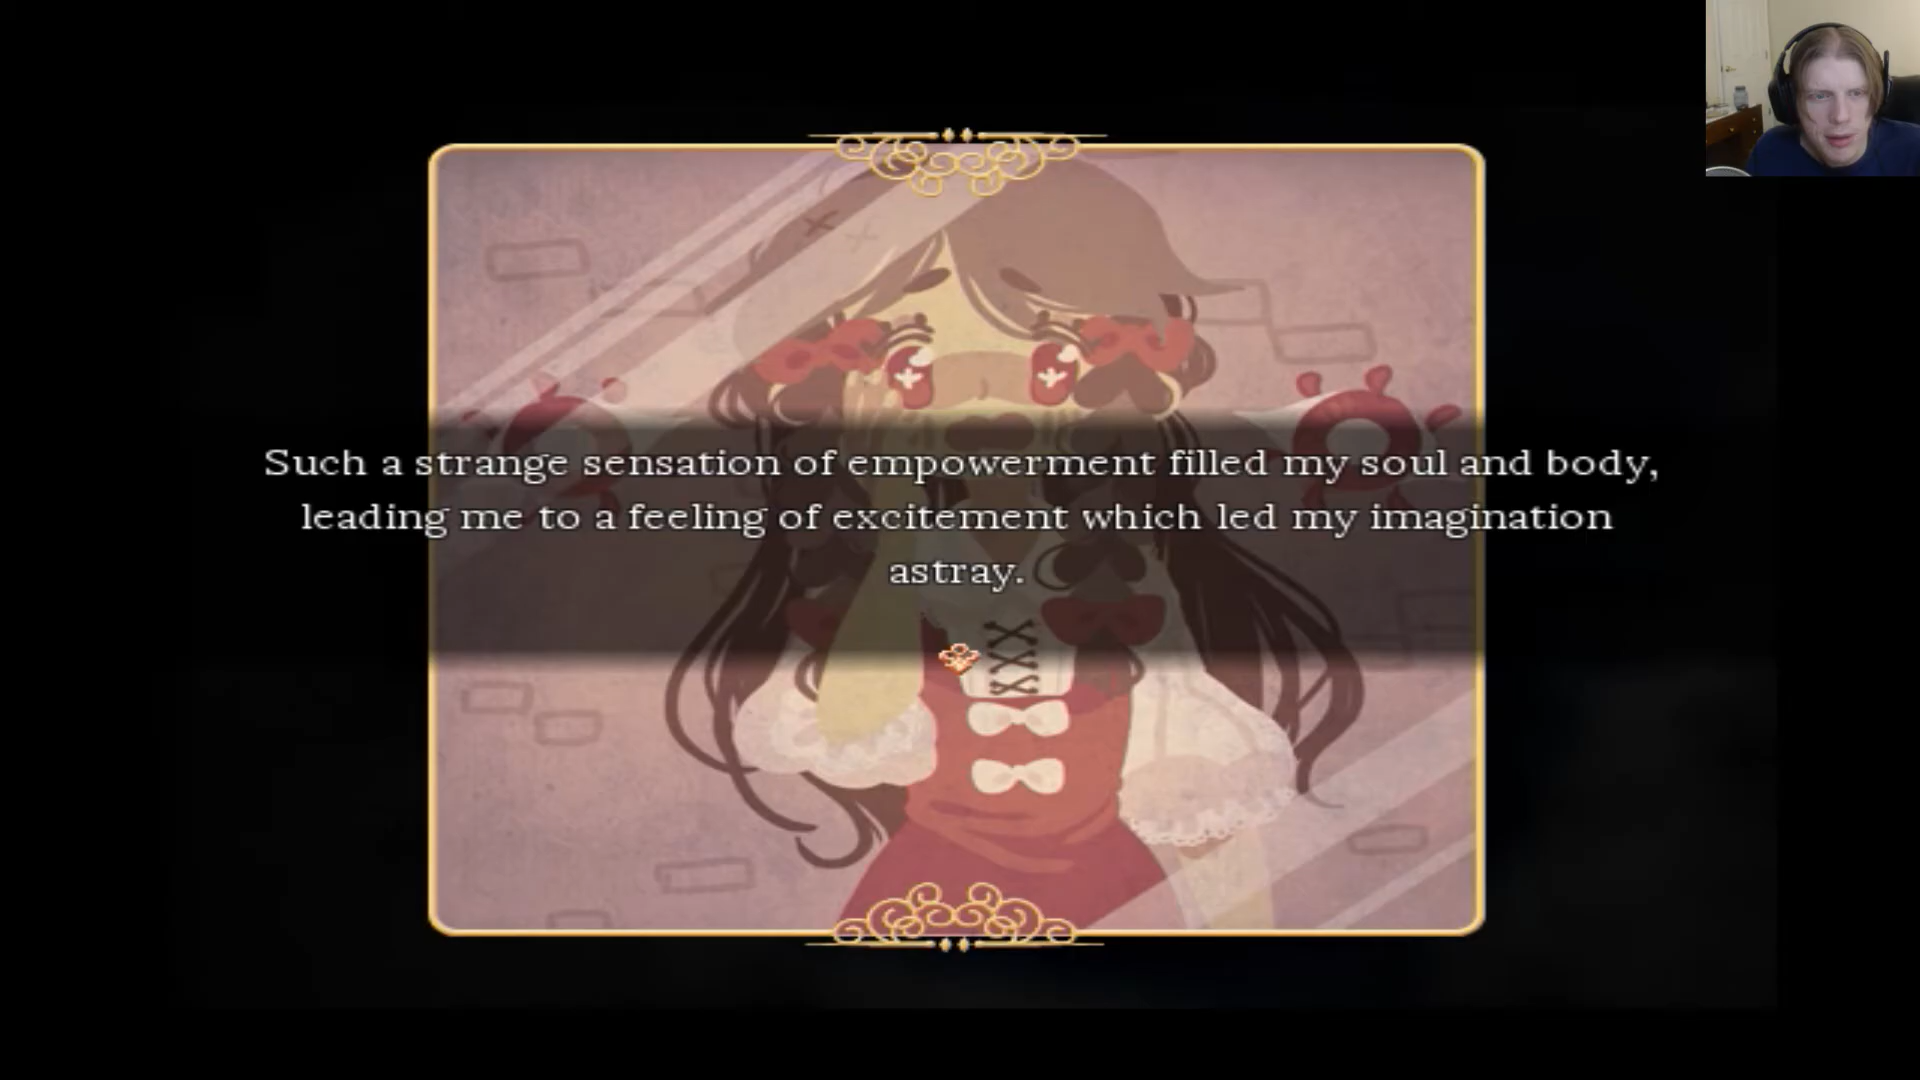 Such a strange sensation of empowerment filled my soul and body,
leading me to a feeling of excitement which led my imagination
astray.